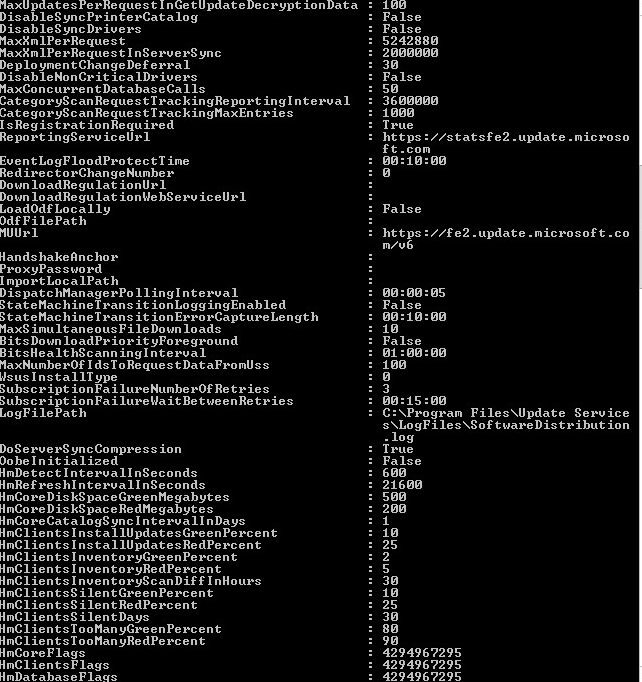 MaxUpdatesPerRequestInGetUpdateDecryptionData : 100
DisableSyncPrinterCatalog : False
DisableSyncDrivers : False
MaxXmlPerRequest : 5242880
MaxXmlPerRequestInServerSync : 2000000
DeploymentChangeDeferral : 30
DisableNonCriticalDrivers : False
MaxConcurrentDatabaseCalls : 50
CategoryScanRequestTrackingReportingInterval : 3600000
CategoryScanRequestTrackingMaxEntries : 1000
IsRegistrationRequired : True
ReportingServiceUrl : https://statsfe2.update.microso
ft.com
EventLogFloodProtectTime : 00:10:00
RedirectorChangeNumber : 0
DownloadRegulationUrl :
DownloadRegulationWebServiceUrl :
LoadOdfLocally : False
OdfFilePath :
MUUrl : https://fe2.update.microsoft.co
m/v6
HandshakeAnchor :
ProxyPassword :
ImportLocalPath :
DispatchManagerPollingInterval : 00:00:05
StateMachineTransitionLoggingEnabled : False
StateMachineTransitionErrorCaptureLength : 00:10:00
MaxSimultaneousFileDownloads : 10
BitsDownloadPriorityForeground : False
BitsHealthScanningInterval : 01:00:00
MaxNumberOfIdsToRequestDataFromUss : 100
WsusInstallType : 0
SubscriptionFailureNumberOfRetries : 3
SubscriptionFailureWaitBetweenRetries : 00:15:00
LogFilePath : C:\Program Files\Update Service
s\LogFiles\SoftwareDistribution
.log
DoServerSyncCompression : True
OobeInitialized : False
HmDetectIntervalInSeconds : 600
HmRefreshIntervalInSeconds : 21600
HmCoreDiskSpaceGreenMegabytes : 500
HmCoreDiskSpaceRedMegabytes : 200
HmCoreCatalogSyncIntervalInDays : 1
HmClientsInstallUpdatesGreenPercent : 10
HmClientsInstallUpdatesRedPercent : 25
HmClientsInventoryGreenPercent : 2
HmClientsInventoryRedPercent : 5
HmClientsInventoryScanDiffInHours : 30
HmClientsSilentGreenPercent : 10
HmClientsSilentRedPercent : 25
HmClientsSilentDays : 30
HmClientsTooManyGreenPercent : 80
HmClientsTooManyRedPercent : 90
HmCoreFlags : 4294967295
HmClientsFlags : 4294967295
HmDatabaseFlags : 4294967295